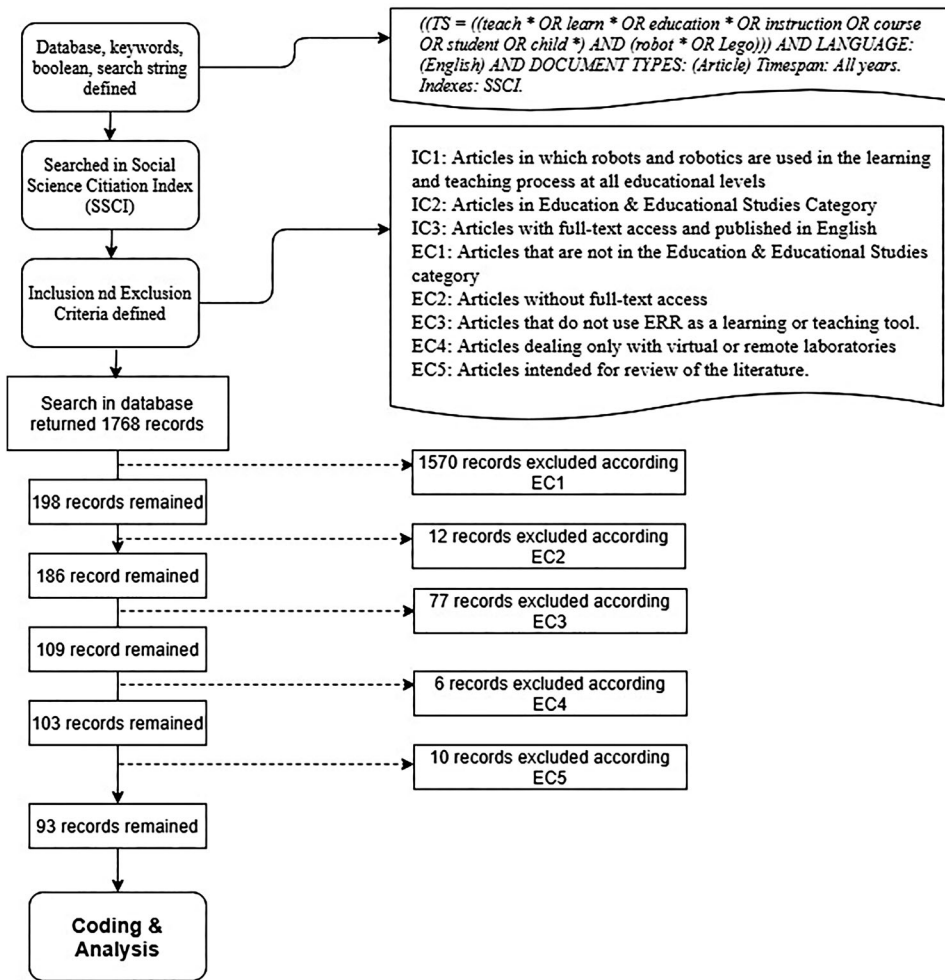 Database, keywords,
boolean, search string
defined
((TS = ((teach * OR learn * OR education * OR instruction OR course
OR student OR child *) AND (robot * OR Lego))) AND LANGUAGE:
(English) AND DOCUMENT TYPES: (Article) Timespan: All years.
Indexes: SSCI.
Searched in Social
Science Citiation Index
(SSCI)
Inclusion nd Exclusion
Criteria defined
IC1: Articles in which robots and robotics are used in the learning
and teaching process at all educational levels
IC2: Articles in Education & Educational Studies Category
IC3: Articles with full-text access and published in English
EC1: Articles that are not in the Education & Educational Studies
category
EC2: Articles without full-text access
EC3: Articles that do not use ERR as a learning or teaching tool.
EC4: Articles dealing only with virtual or remote laboratories
EC5: Articles intended for review of the literature.
Search in database
returned 1768 records
1570 records excluded according
EC1
198 records remained
12 records excluded according
EC2
186 record remained
77 records excluded according
EC3
109 record remained
6 records excluded according
EC4
103 records remained
10 records excluded according
EC5
93 records remained
Coding &
Analysis